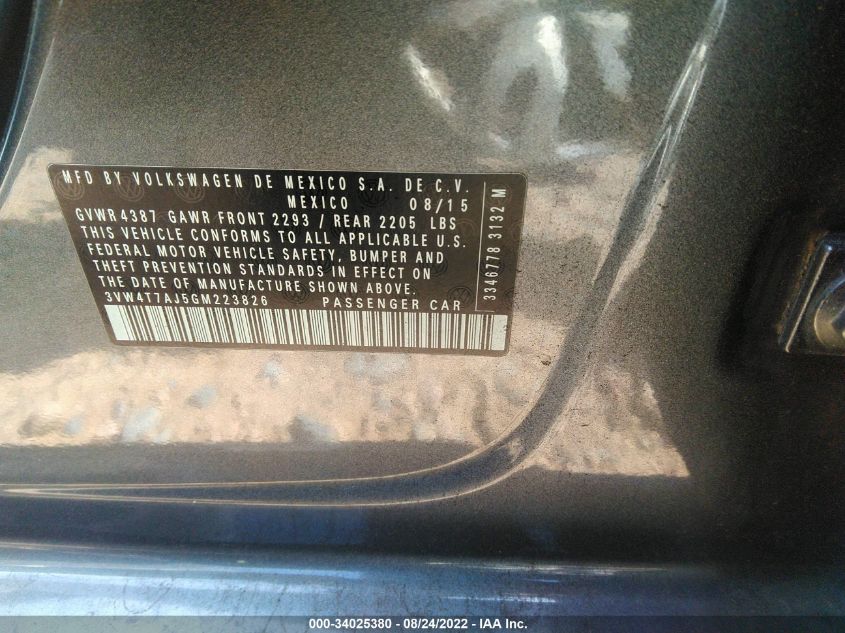 MFD BY VOLKSWAGEN DE MEXICO S.A. DE C.V.
MEXICO 08/15
GVWR 4387 GAWR FRONT 2293 / REAR 2205 LBS
THIS VEHICLE CONFORMS TO ALL APPLICABLE U.S.
FEDERAL MOTOR VEHICLE SAFETY, BUMPER AND
THEFT PREVENTION STANDARDS IN EFFECT ON
THE DATE OF MANUFACTURE SHOWN ABOVE.
3VW4T7AJ5GM223826 PASSENGER CAR
33467783132 M
000-34025380 - 08/24/2022 - IAA Inc.